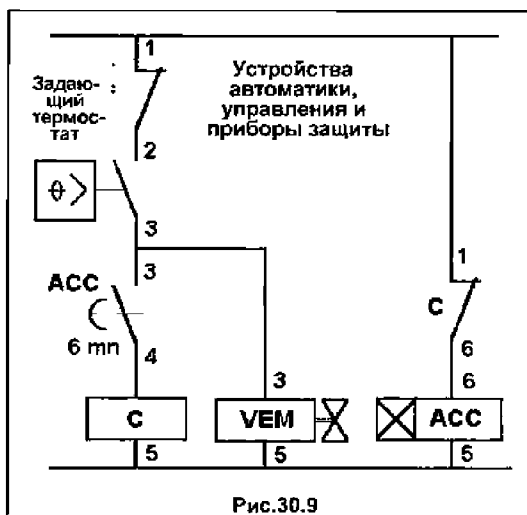 1
Задаю-
щий
термос-
тат
Устройства
автоматики,
управления и
приборы защиты
2
θ >
3
3
ACC
6 mn
4
1
C
6
3
6
C
VEM
ACC
5
5
5
Рис.30.9